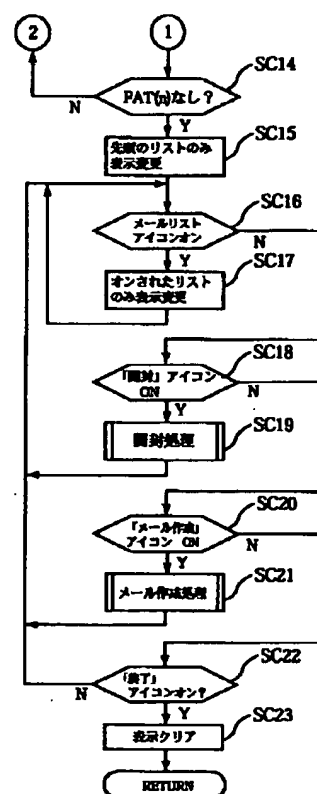 2
1
SC14
PAT(n)なし?
N
Y
SC15
先頭のリストのみ
表示変更
SC16
メールリスト
アイコンオン
N
Y
SC17
オンされたリスト
のみ表示変更
SC18
「開封」アイコン
ON
N
Y
SC19
開封処理
SC20
「メール作成」
アイコン ON
N
Y
SC21
メール作成処理
SC22
「終了」
アイコンオン?
N
Y
SC23
表示クリア
RETURN